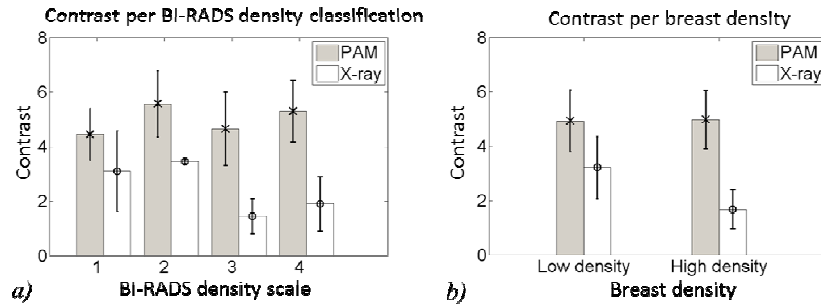 Contrast per BI-RADS density classification
8
6
4
2
0
Contrast
PAM
X-ray
1 2 3 4
BI-RADS density scale
a)
Contrast per breast density
8
6
4
2
0
Contrast
PAM
X-ray
Low density High density
Breast density
b)